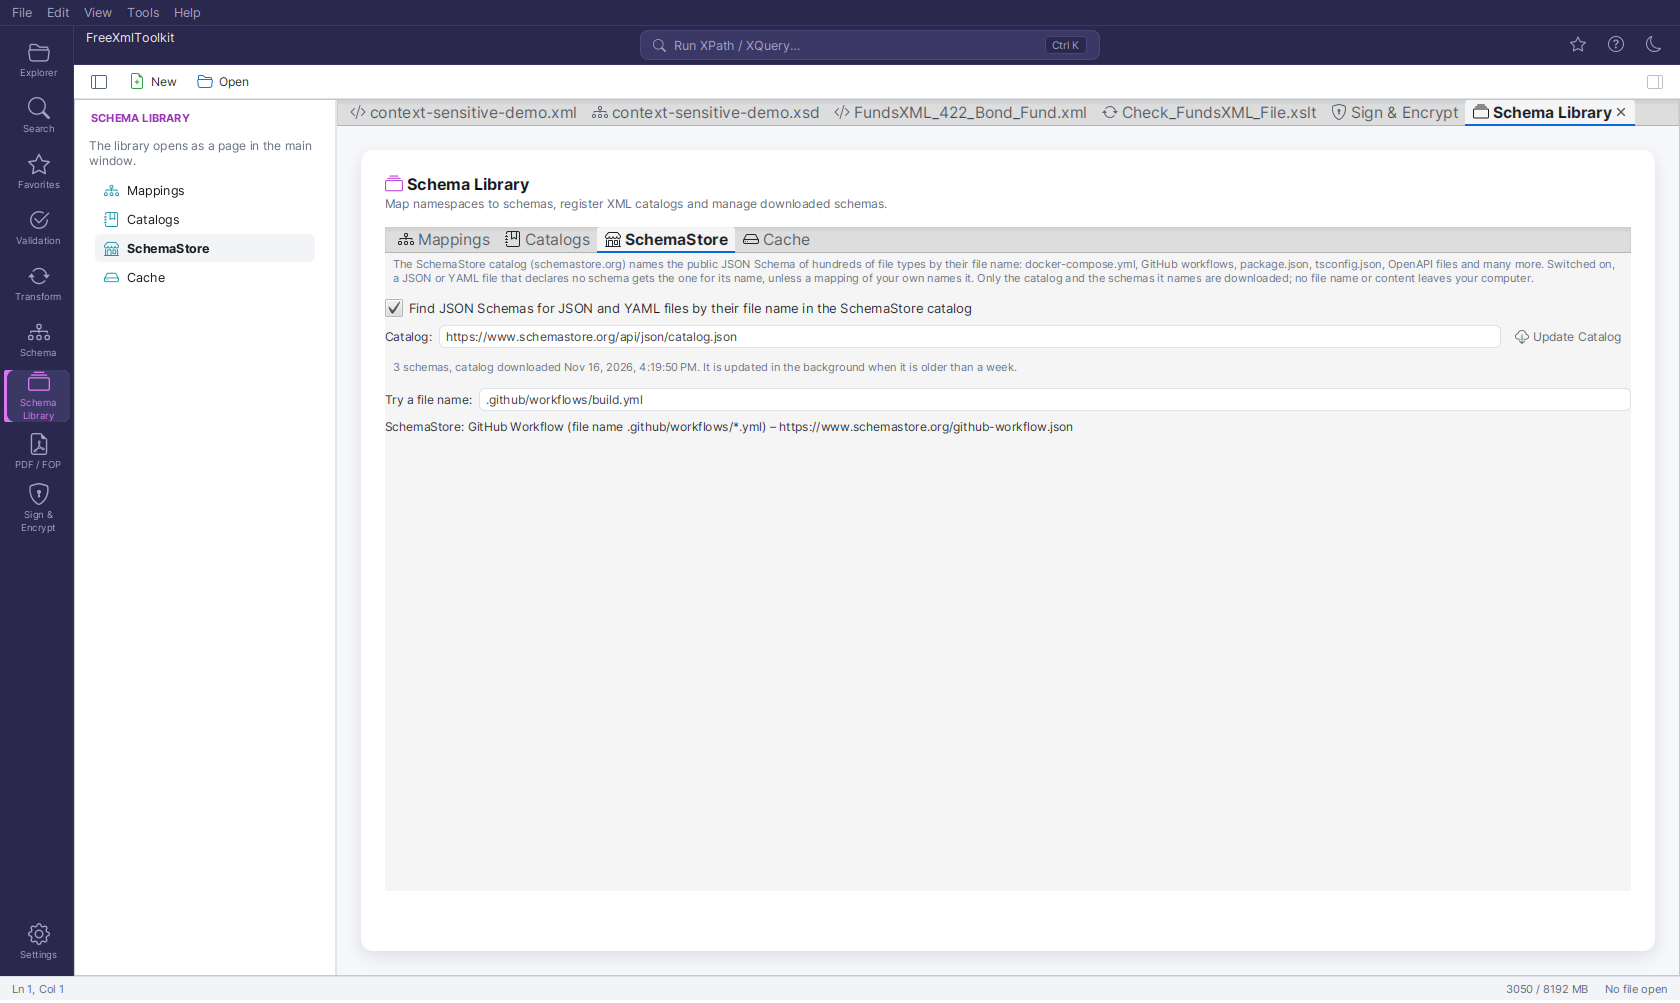 File Edit View Tools Help
FreeXmlToolkit
Run XPath / XQuery... Ctrl K
Explorer
Search
Favorites
Validation
Transform
Schema
Schema
Library
PDF / FOP
Sign &
Encrypt
Settings
New Open
SCHEMA LIBRARY
The library opens as a page in the main
window.
Mappings
Catalogs
SchemaStore
Cache
context-sensitive-demo.xml context-sensitive-demo.xsd FundsXML_422_Bond_Fund.xml Check_FundsXML_File.xslt Sign & Encrypt Schema Library
Schema Library
Map namespaces to schemas, register XML catalogs and manage downloaded schemas.
Mappings Catalogs SchemaStore Cache
The SchemaStore catalog (schemastore.org) names the public JSON Schema of hundreds of file types by their file name: docker-compose.yml, GitHub workflows, package.json, tsconfig.json, OpenAPI files and many more. Switched on,
a JSON or YAML file that declares no schema gets the one for its name, unless a mapping of your own names it. Only the catalog and the schemas it names are downloaded; no file name or content leaves your computer.
Find JSON Schemas for JSON and YAML files by their file name in the SchemaStore catalog
Catalog: https://www.schemastore.org/api/json/catalog.json Update Catalog
3 schemas, catalog downloaded Nov 16, 2026, 4:19:50 PM. It is updated in the background when it is older than a week.
Try a file name: .github/workflows/build.yml
SchemaStore: GitHub Workflow (file name .github/workflows/*.yml) – https://www.schemastore.org/github-workflow.json
Ln 1, Col 1
3050 / 8192 MB No file open